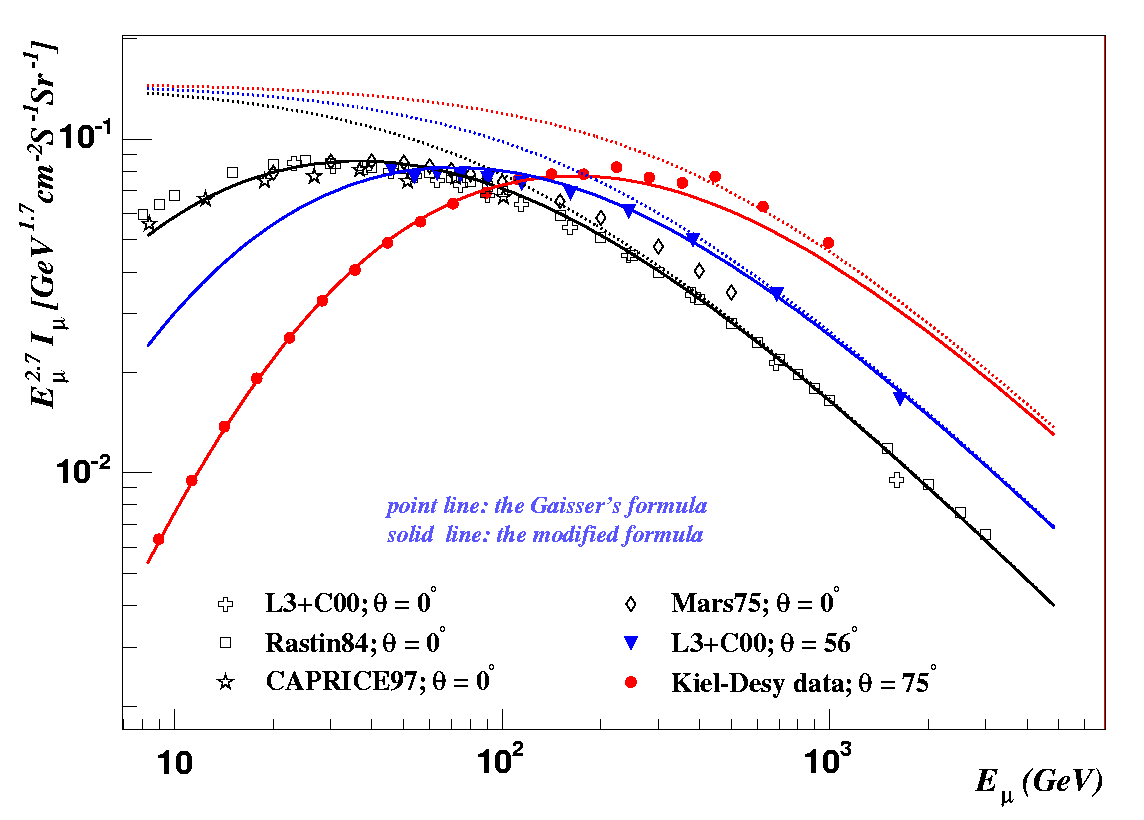 E_μ^2.7 I_μ [GeV^1.7 cm^-2 S^-1 Sr^-1]
10^-1
10^-2
point line: the Gaisser's formula
solid line: the modified formula
L3+C00; θ = 0° Mars75; θ = 0°
Rastin84; θ = 0° L3+C00; θ = 56°
CAPRICE97; θ = 0° Kiel-Desy data; θ = 75°
10 10^2 10^3
E_μ (GeV)